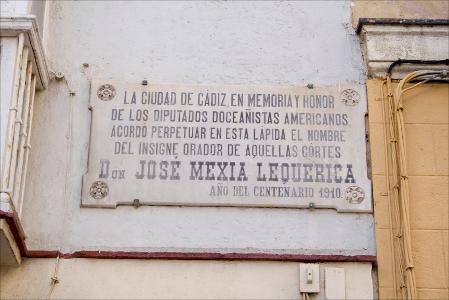 LA CIUDAD DE CÁDIZ, EN MEMORIA Y HONOR
DE LOS DIPUTADOS DOCEAÑISTAS AMERICANOS,
ACORDÓ PERPETUAR EN ESTA LÁPIDA EL NOMBRE
DEL INSIGNE ORADOR DE AQUELLAS CÓRTES
DON JOSÉ MEXIA LEQUERICA
AÑO DEL CENTENARIO 1910.